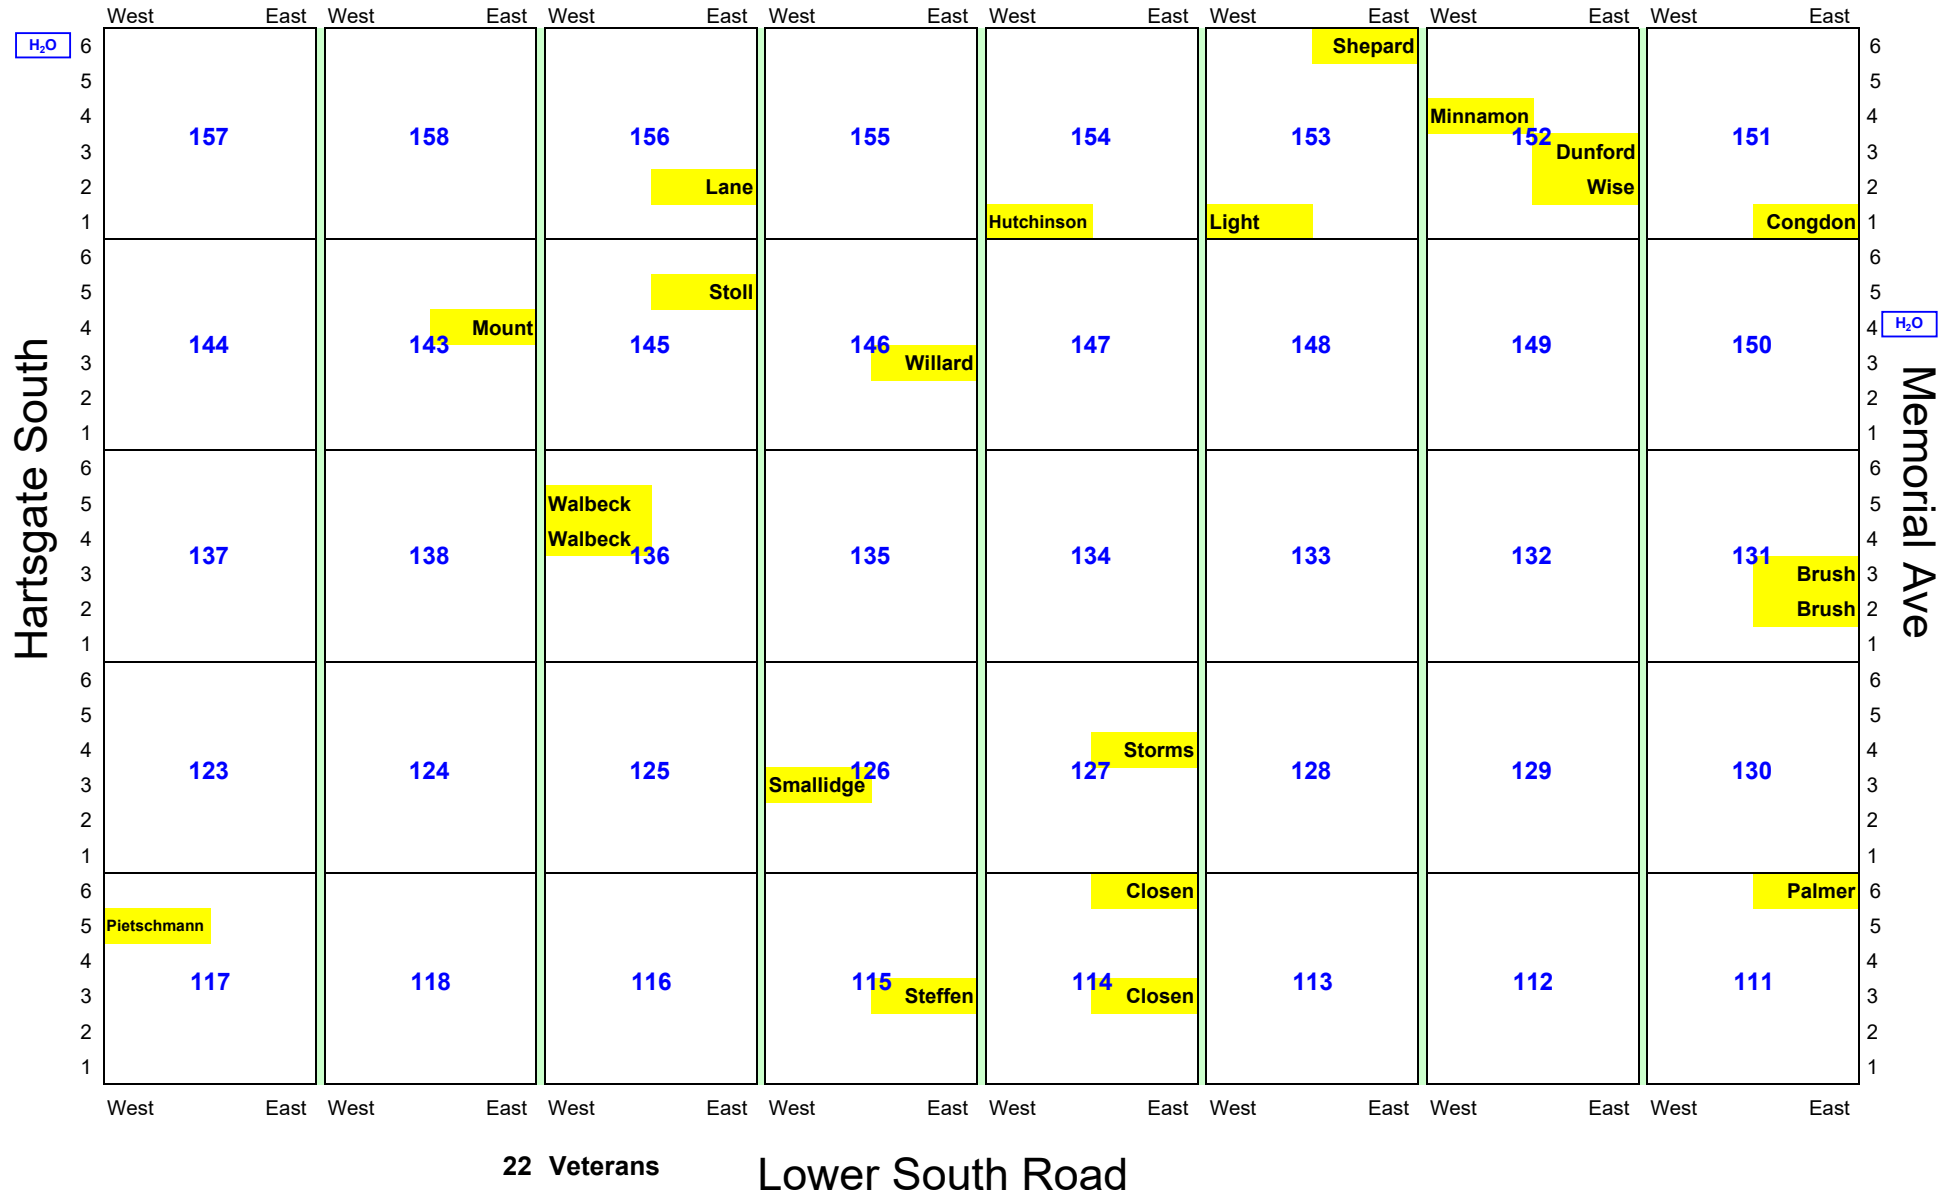 West East West East West East West East West East West East West East West East
H₂O 6 Shepard 6
5 5
4 Minnamon 4
157 158 156 155 154 153 152 151
3 Dunford 3
2 Lane Wise 2
1 Hutchinson Light Congdon 1
6 6
5 Stoll 5
4 Mount 4 H₂O
144 143 145 146 147 148 149 150
3 Willard 3
2 2
1 1
6 6
5 Walbeck 5
4 Walbeck 4
137 138 136 135 134 133 132 131
3 Brush 3
2 Brush 2
1 1
6 6
5 5
4 Storms 4
123 124 125 126 127 128 129 130
3 Smallidge 3
2 2
1 1
6 Closen Palmer 6
5 Pietschmann 5
4 4
117 118 116 115 114 113 112 111
3 Steffen Closen 3
2 2
1 1
West East West East West East West East West East West East West East West East
Hartsgate South
Memorial Ave
22 Veterans
Lower South Road